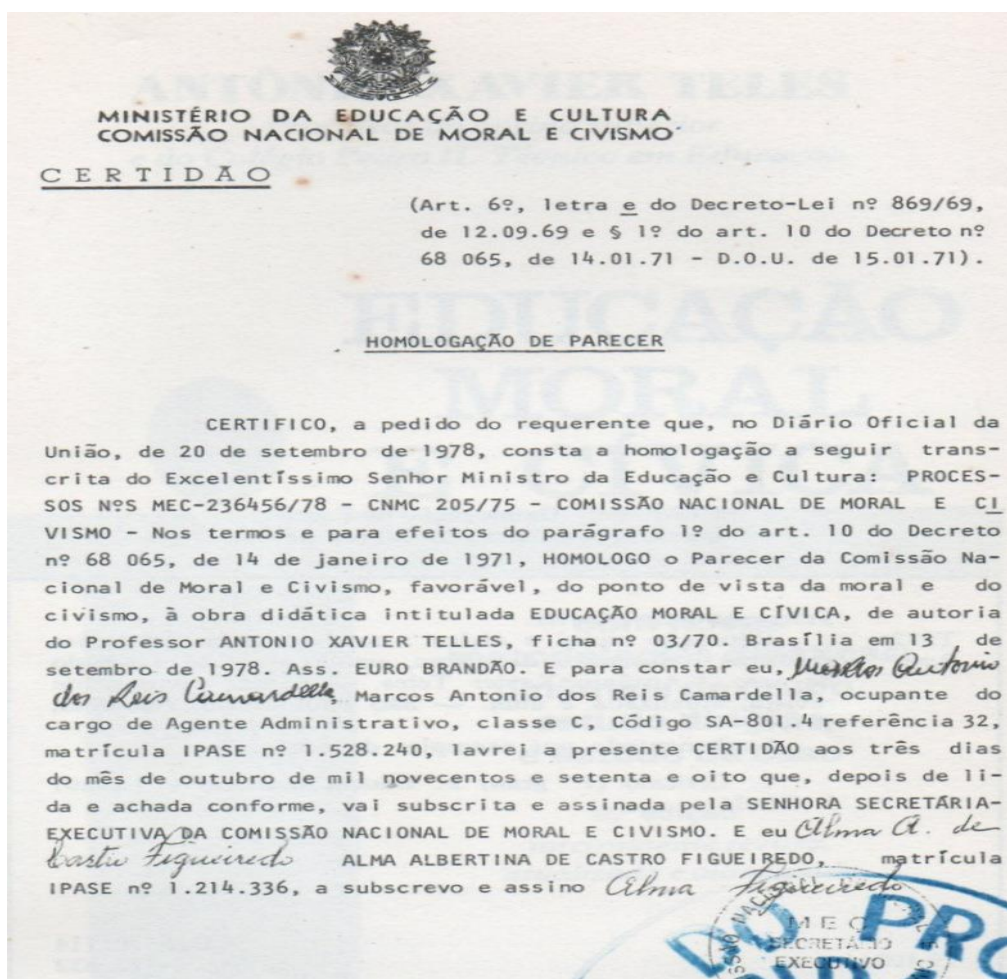 MINISTÉRIO DA EDUCAÇÃO E CULTURA
COMISSÃO NACIONAL DE MORAL E CIVISMO
CERTIDÃO
(Art. 6º, letra e do Decreto-Lei nº 869/69,
de 12.09.69 e § 1º do art. 10 do Decreto nº
68 065, de 14.01.71 - D.O.U. de 15.01.71).
HOMOLOGAÇÃO DE PARECER
CERTIFICO, a pedido do requerente que, no Diário Oficial da
União, de 20 de setembro de 1978, consta a homologação a seguir trans-
crita do Excelentíssimo Senhor Ministro da Educação e Cultura: PROCES-
SOS NºS MEC-236456/78 - CNMC 205/75 - COMISSÃO NACIONAL DE MORAL E CI
VISMO - Nos termos e para efeitos do parágrafo 1º do art. 10 do Decreto
nº 68 065, de 14 de janeiro de 1971, HOMOLOGO o Parecer da Comissão Na-
cional de Moral e Civismo, favorável, do ponto de vista da moral e do
civismo, à obra didática intitulada EDUCAÇÃO MORAL E CÍVICA, de autoria
do Professor ANTONIO XAVIER TELLES, ficha nº 03/70. Brasília em 13 de
setembro de 1978. Ass. EURO BRANDÃO. E para constar eu, Marcos Antonio
dos Reis Camardella, Marcos Antonio dos Reis Camardella, ocupante do
cargo de Agente Administrativo, classe C, Código SA-801.4 referência 32,
matrícula IPASE nº 1.528.240, lavrei a presente CERTIDÃO aos três dias
do mês de outubro de mil novecentos e setenta e oito que, depois de li-
da e achada conforme, vai subscrita e assinada pela SENHORA SECRETÁRIA-
EXECUTIVA DA COMISSÃO NACIONAL DE MORAL E CIVISMO. E eu Alma A. de
Castro Figueiredo ALMA ALBERTINA DE CASTRO FIGUEIREDO, matrícula
IPASE nº 1.214.336, a subscrevo e assino Alma Figueiredo
M E C
SECRETÁRIO
EXECUTIVO
DO PRO